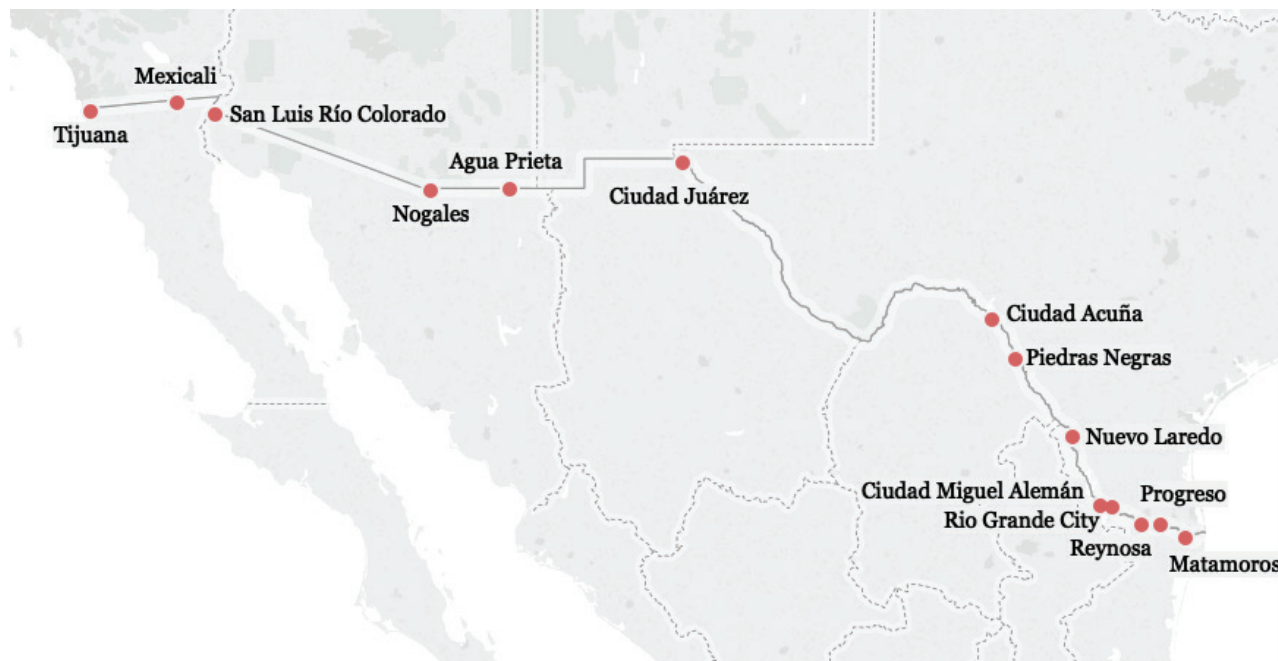 Mexicali
Tijuana
San Luis Río Colorado
Agua Prieta
Nogales
Ciudad Juárez
Ciudad Acuña
Piedras Negras
Nuevo Laredo
Ciudad Miguel Alemán
Progreso
Rio Grande City
Reynosa
Matamoros